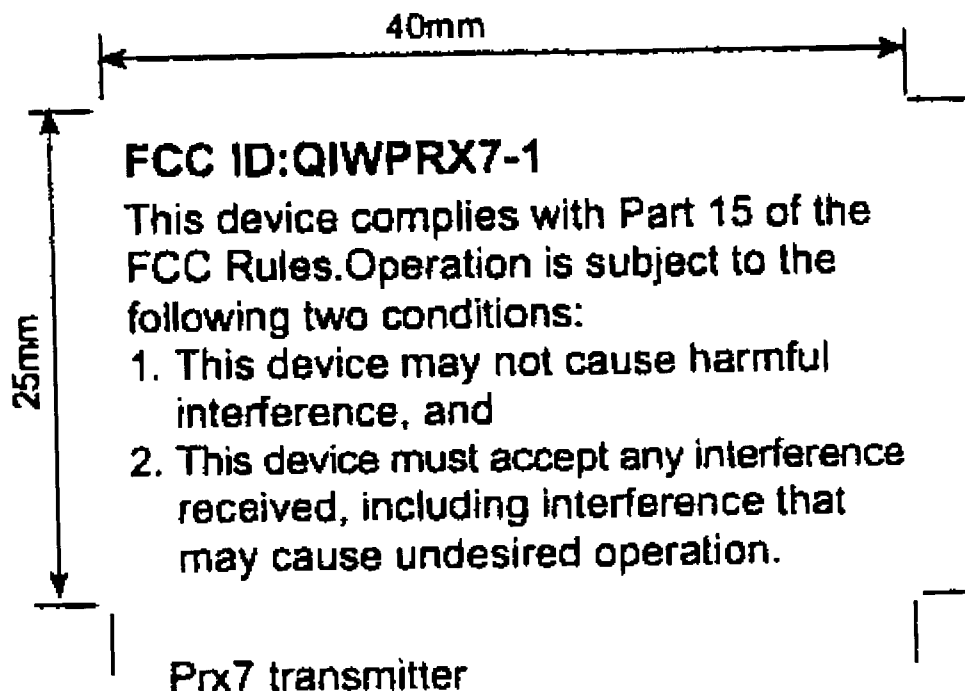 40mm
25mm
FCC ID:QIWPRX7-1
This device complies with Part 15 of the
FCC Rules.Operation is subject to the
following two conditions:
1. This device may not cause harmful
interference, and
2. This device must accept any interference
received, including interference that
may cause undesired operation.
Prx7 transmitter